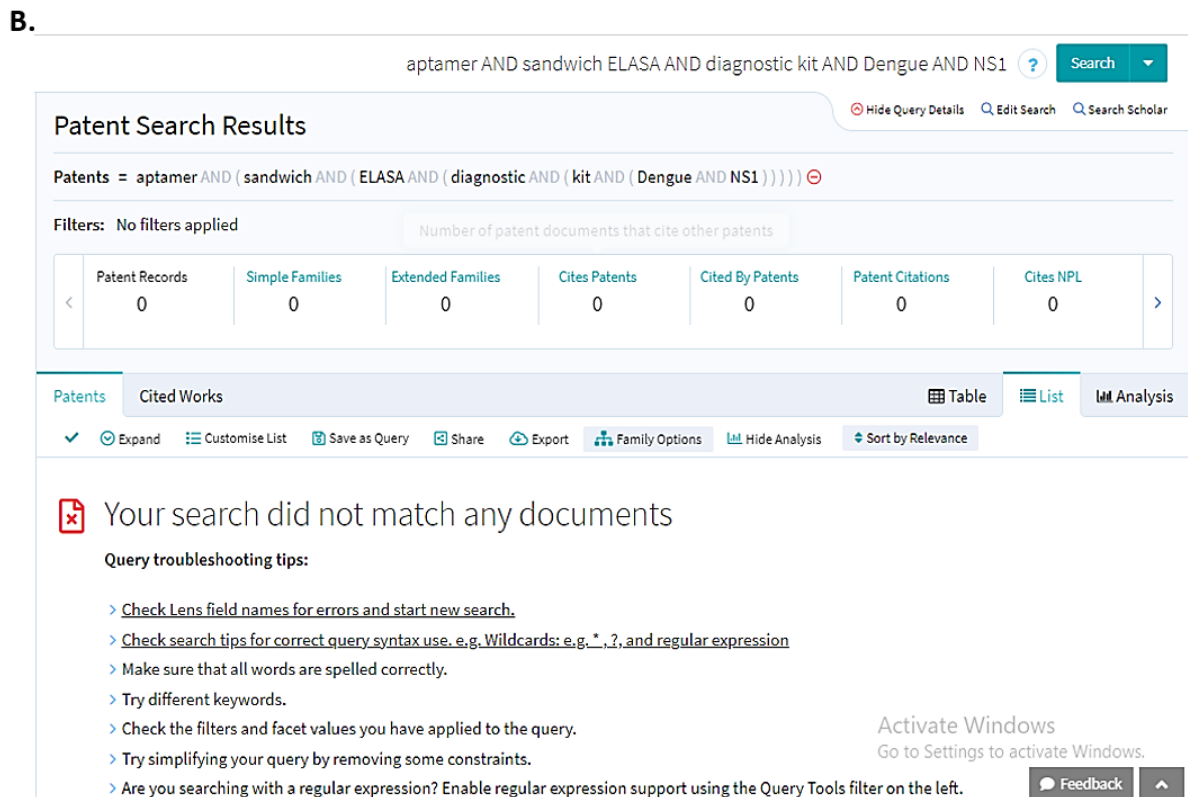 B.
aptamer AND sandwich ELASA AND diagnostic kit AND Dengue AND NS1 ? Search
Hide Query Details Edit Search Search Scholar
Patent Search Results
Patents = aptamer AND ( sandwich AND ( ELASA AND ( diagnostic AND ( kit AND ( Dengue AND NS1 ) ) ) ) )
Filters: No filters applied
Number of patent documents that cite other patents
Patent Records Simple Families Extended Families Cites Patents Cited By Patents Patent Citations Cites NPL
0 0 0 0 0 0 0
Patents Cited Works Table List Analysis
Expand Customise List Save as Query Share Export Family Options Hide Analysis Sort by Relevance
Your search did not match any documents
Query troubleshooting tips:
> Check Lens field names for errors and start new search.
> Check search tips for correct query syntax use. e.g. Wildcards: e.g. * , ?, and regular expression
> Make sure that all words are spelled correctly.
> Try different keywords.
> Check the filters and facet values you have applied to the query.
> Try simplifying your query by removing some constraints.
> Are you searching with a regular expression? Enable regular expression support using the Query Tools filter on the left.
Activate Windows
Go to Settings to activate Windows.
Feedback